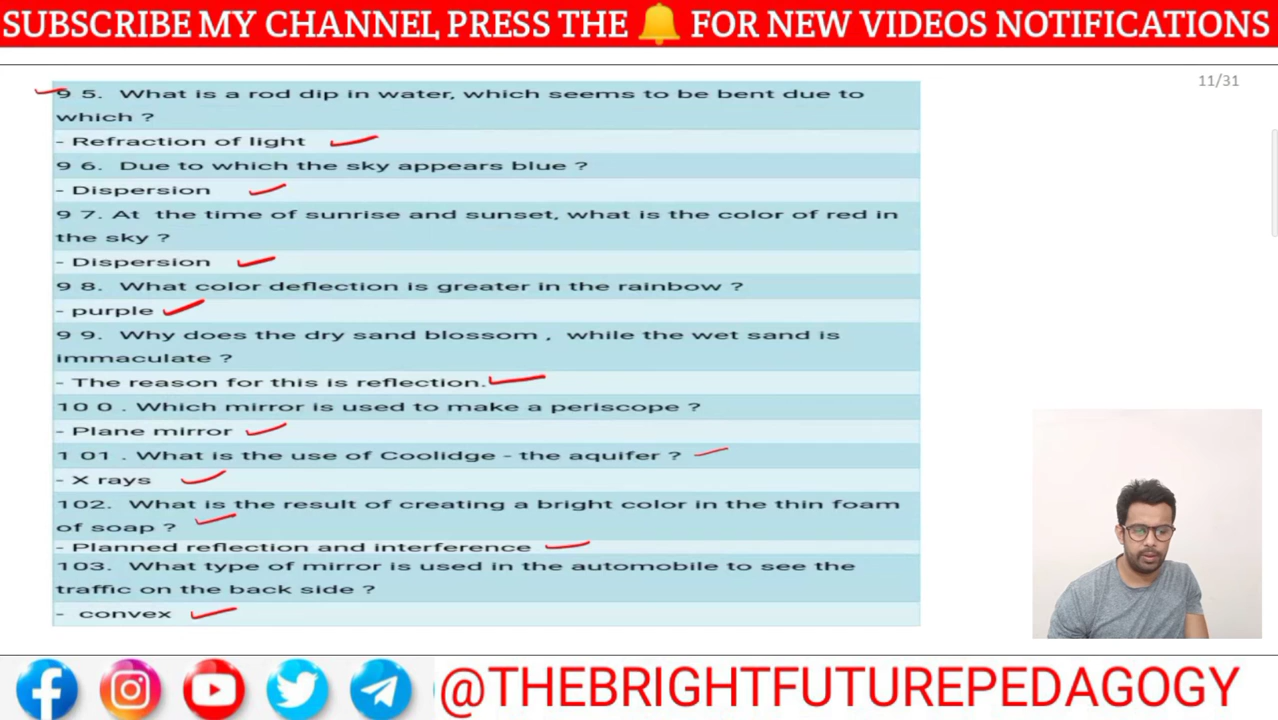 SUBSCRIBE MY CHANNEL, PRESS THE 🔔 FOR NEW VIDEOS NOTIFICATIONS
11/31
9 5. What is a rod dip in water, which seems to be bent due to
which ?
- Refraction of light
9 6. Due to which the sky appears blue ?
- Dispersion
9 7. At the time of sunrise and sunset, what is the color of red in
the sky ?
- Dispersion
9 8. What color deflection is greater in the rainbow ?
- purple
9 9. Why does the dry sand blossom , while the wet sand is
immaculate ?
- The reason for this is reflection.
10 0 . Which mirror is used to make a periscope ?
- Plane mirror
1 01 . What is the use of Coolidge - the aquifer ?
- X rays
102. What is the result of creating a bright color in the thin foam
of soap ?
- Planned reflection and interference
103. What type of mirror is used in the automobile to see the
traffic on the back side ?
- convex
@THEBRIGHTFUTUREPEDAGOGY